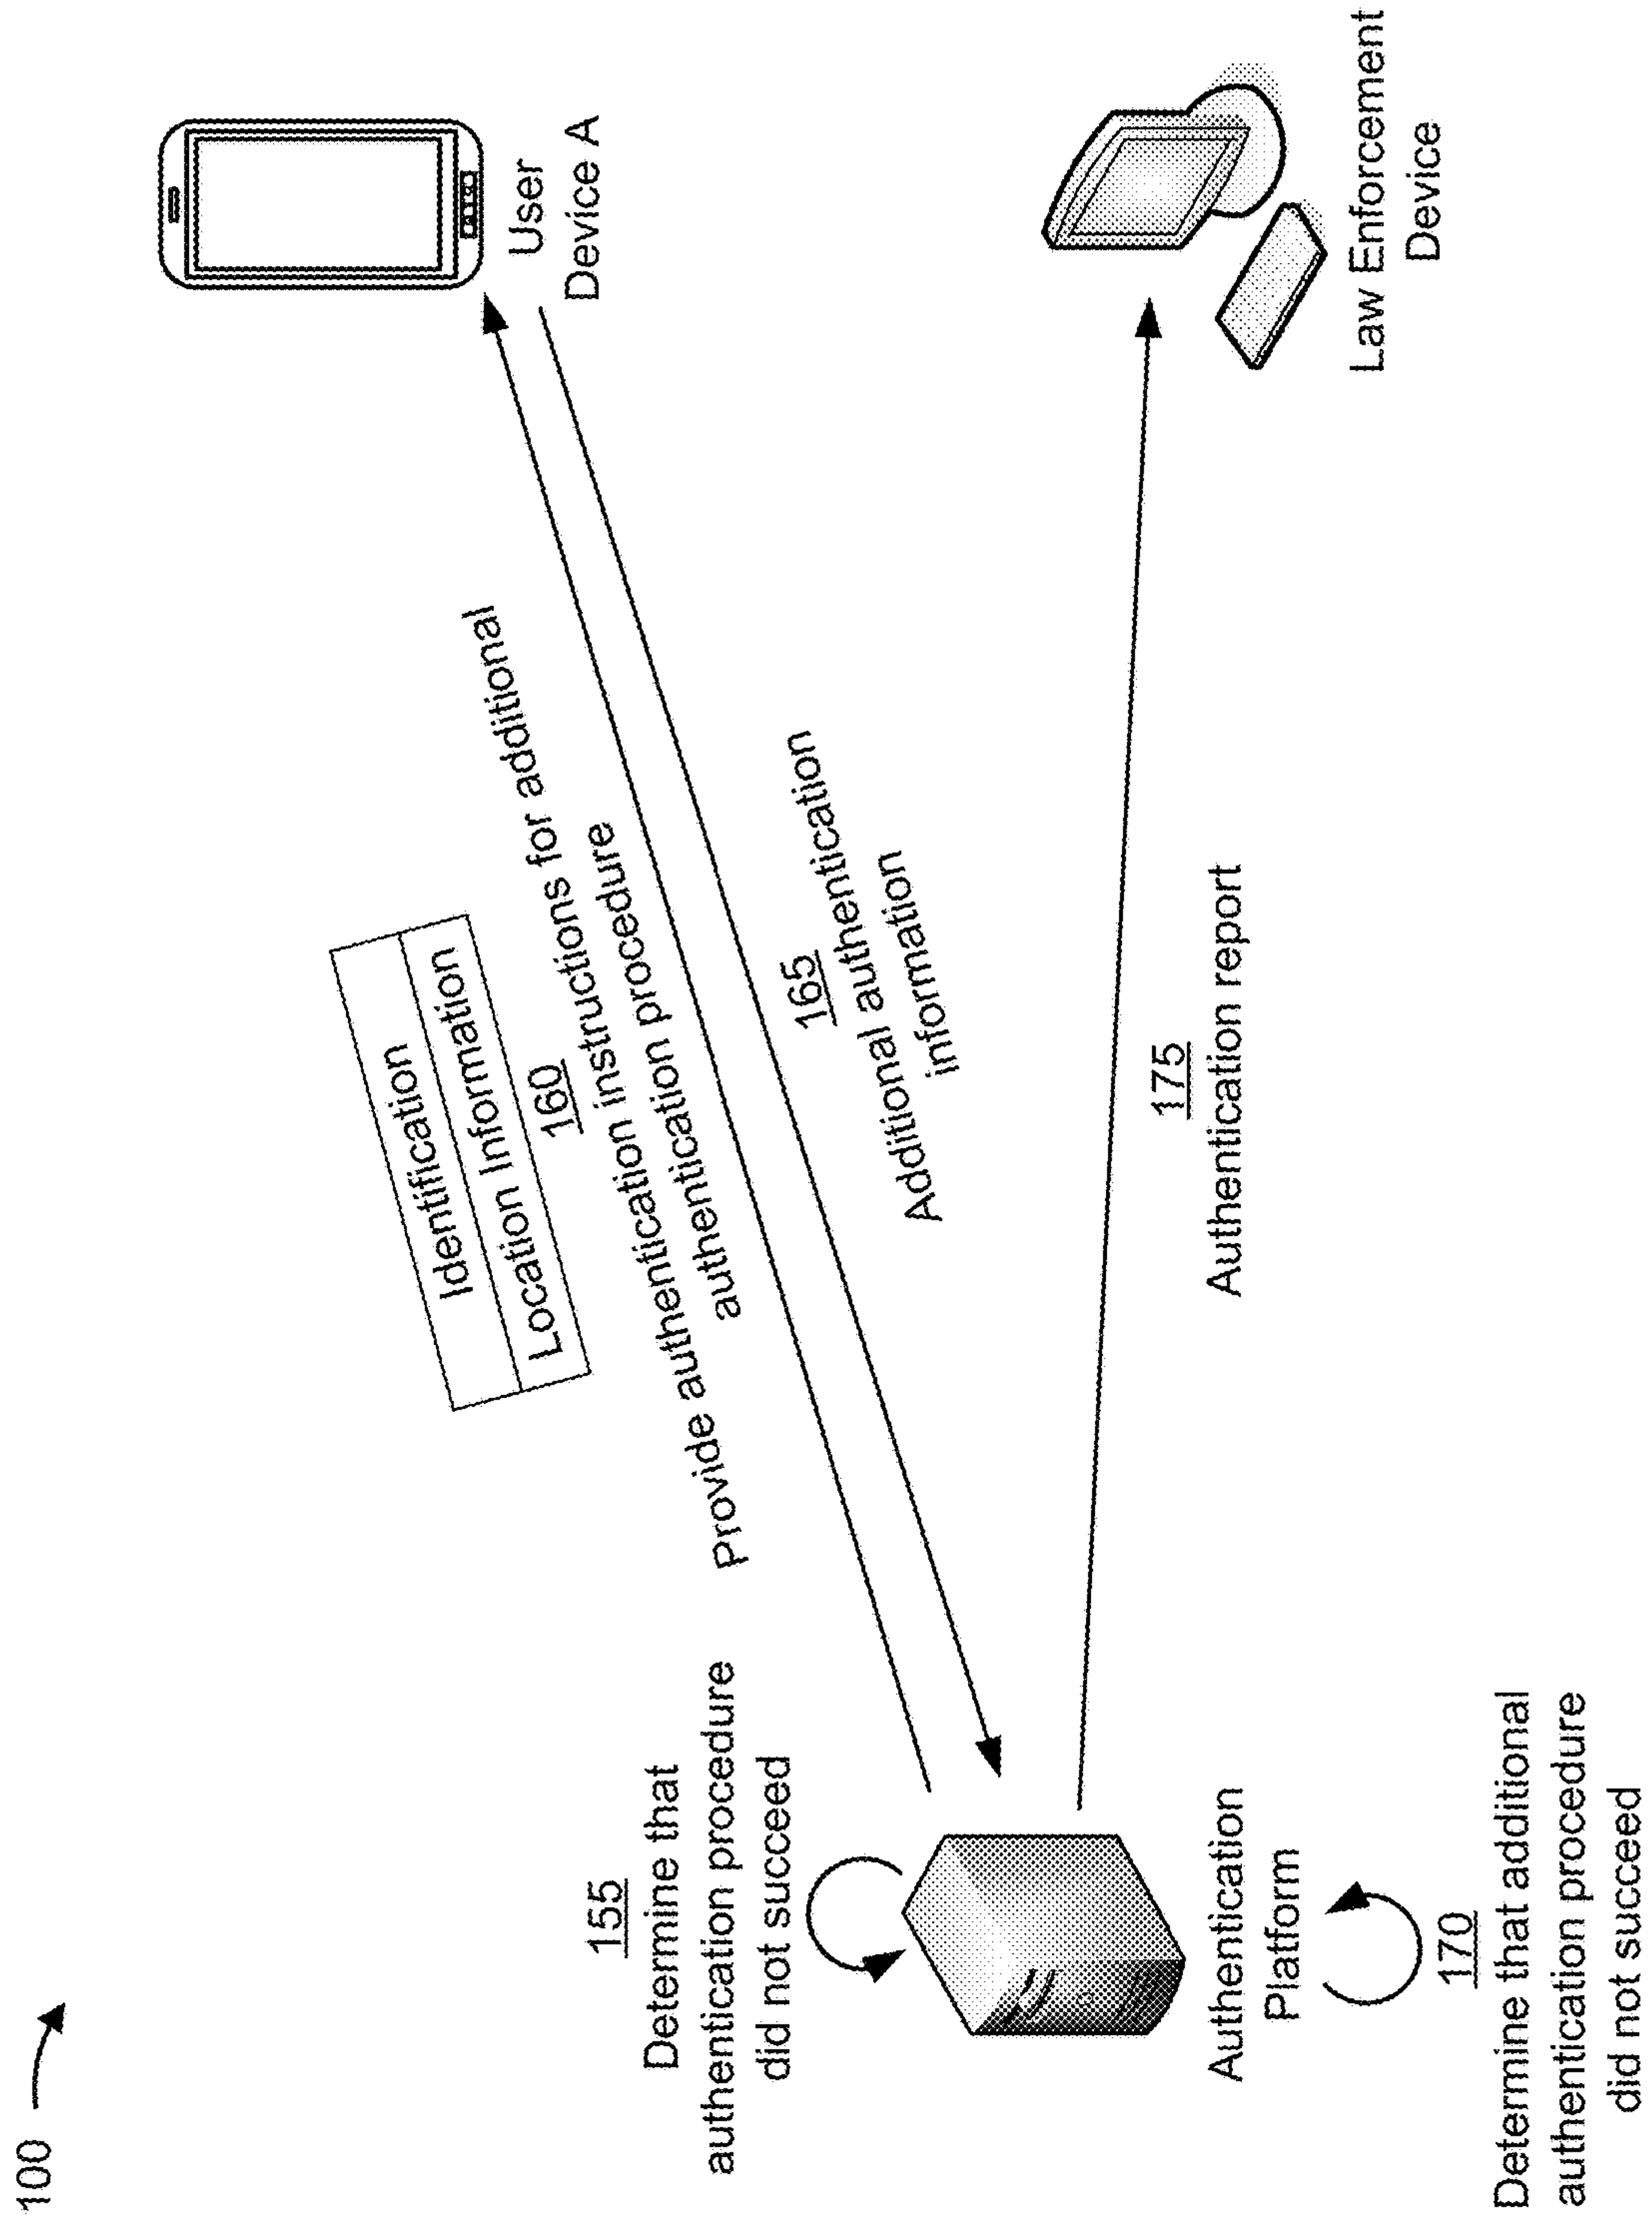 100
155
Determine that
authentication procedure
did not succeed
Identification
Location Information
160
Provide authentication instructions for additional
authentication procedure
User
Device A
165
Additional authentication
information
175
Authentication report
Authentication
Platform
Law Enforcement
Device
170
Determine that additional
authentication procedure
did not succeed